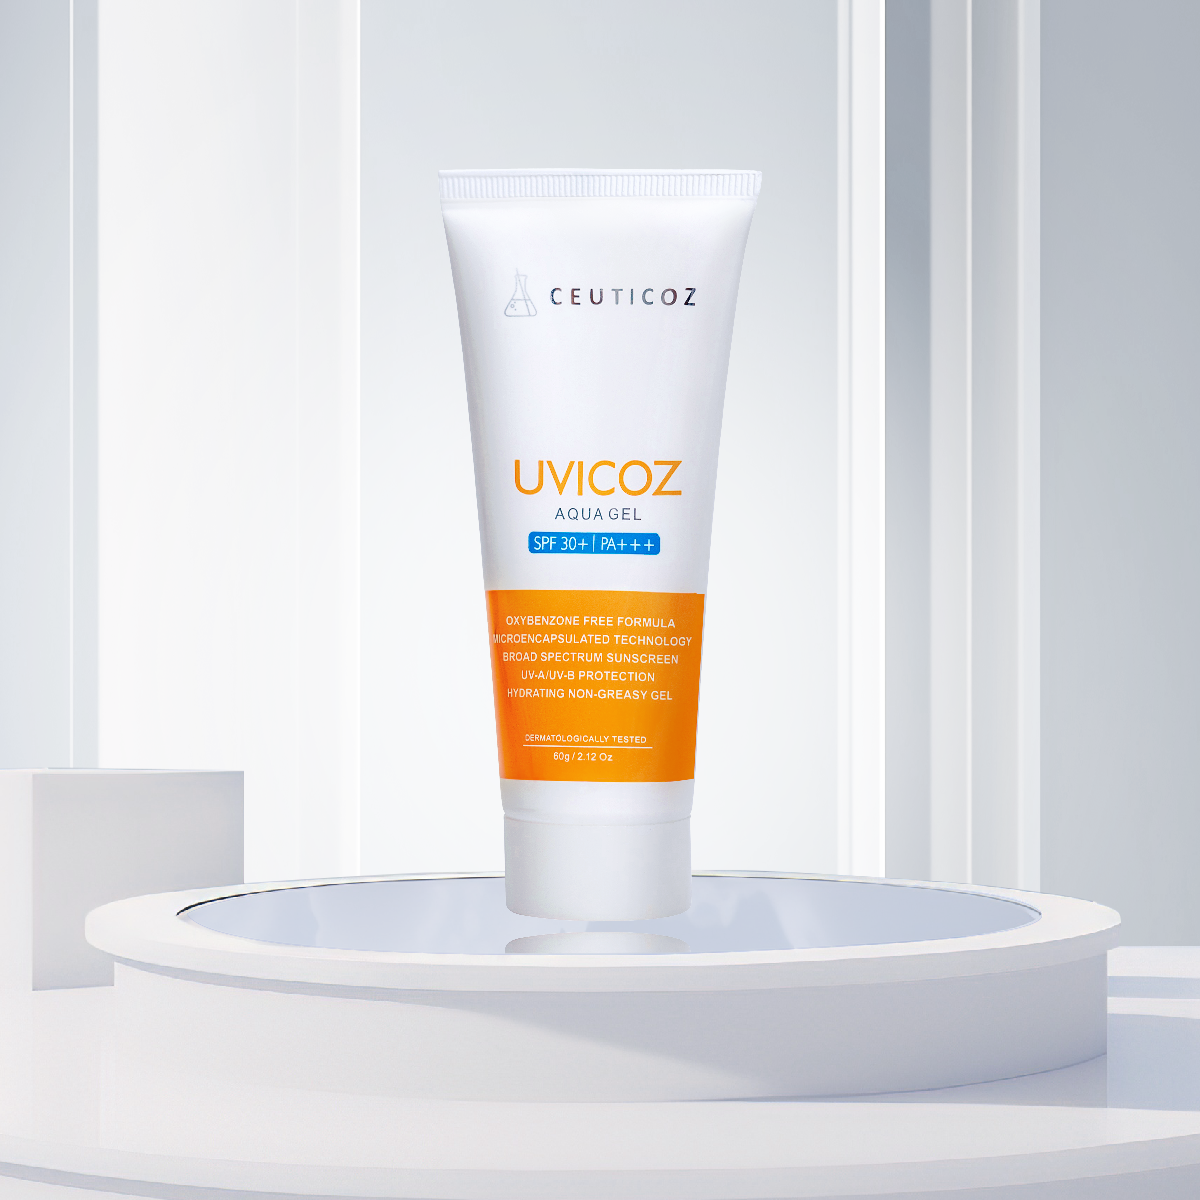 CEUTICOZ
UVICOZ
AQUA GEL
SPF 30+ | PA+++
OXYBENZONE FREE FORMULA
MICROENCAPSULATED TECHNOLOGY
BROAD SPECTRUM SUNSCREEN
UV-A/UV-B PROTECTION
HYDRATING NON-GREASY GEL
DERMATOLOGICALLY TESTED
60g / 2.12 Oz